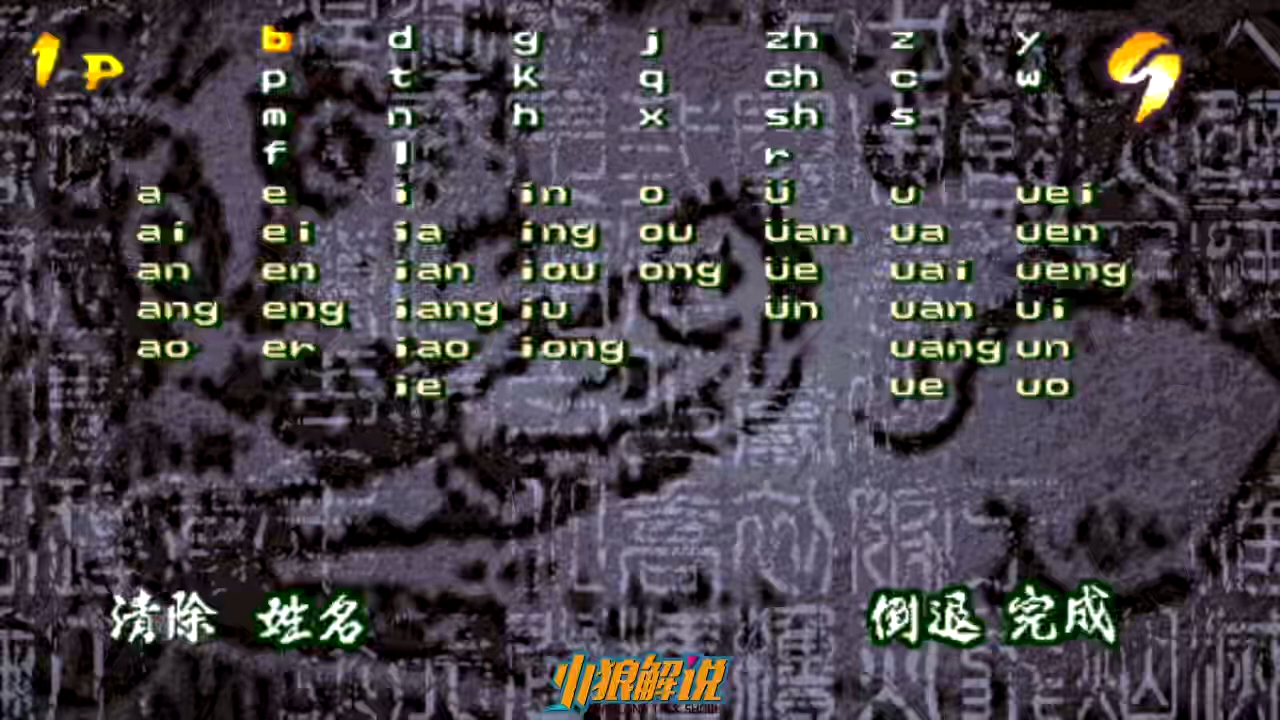 1P b d g j zh z y 9
p t k q ch c w
m n h x sh s
f l r
a e i in o ü u uei
ai ei ia ing ou üan ua uen
an en ian iou ong üe uai ueng
ang eng iang iu ün uan ui
ao er iao iong uang un
ie ue uo
清除 姓名 倒退 完成
小狼解说